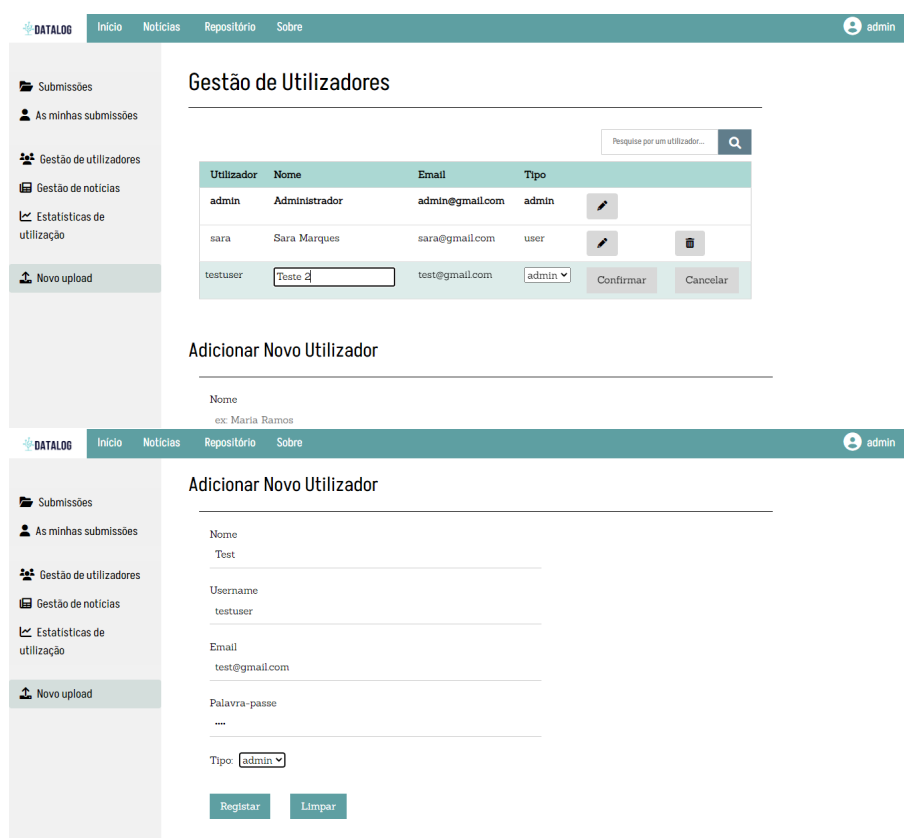 DATALOG Início Notícias Repositório Sobre admin
Submissões
As minhas submissões
Gestão de utilizadores
Gestão de notícias
Estatísticas de
utilização
Novo upload
Gestão de Utilizadores
Pesquise por um utilizador...
Utilizador Nome Email Tipo
admin Administrador admin@gmail.com admin
sara Sara Marques sara@gmail.com user
testuser Teste 2 test@gmail.com admin Confirmar Cancelar
Adicionar Novo Utilizador
Nome
ex: Maria Ramos
DATALOG Início Notícias Repositório Sobre admin
Submissões
As minhas submissões
Gestão de utilizadores
Gestão de notícias
Estatísticas de
utilização
Novo upload
Adicionar Novo Utilizador
Nome
Test
Username
testuser
Email
test@gmail.com
Palavra-passe
····
Tipo: admin
Registar Limpar